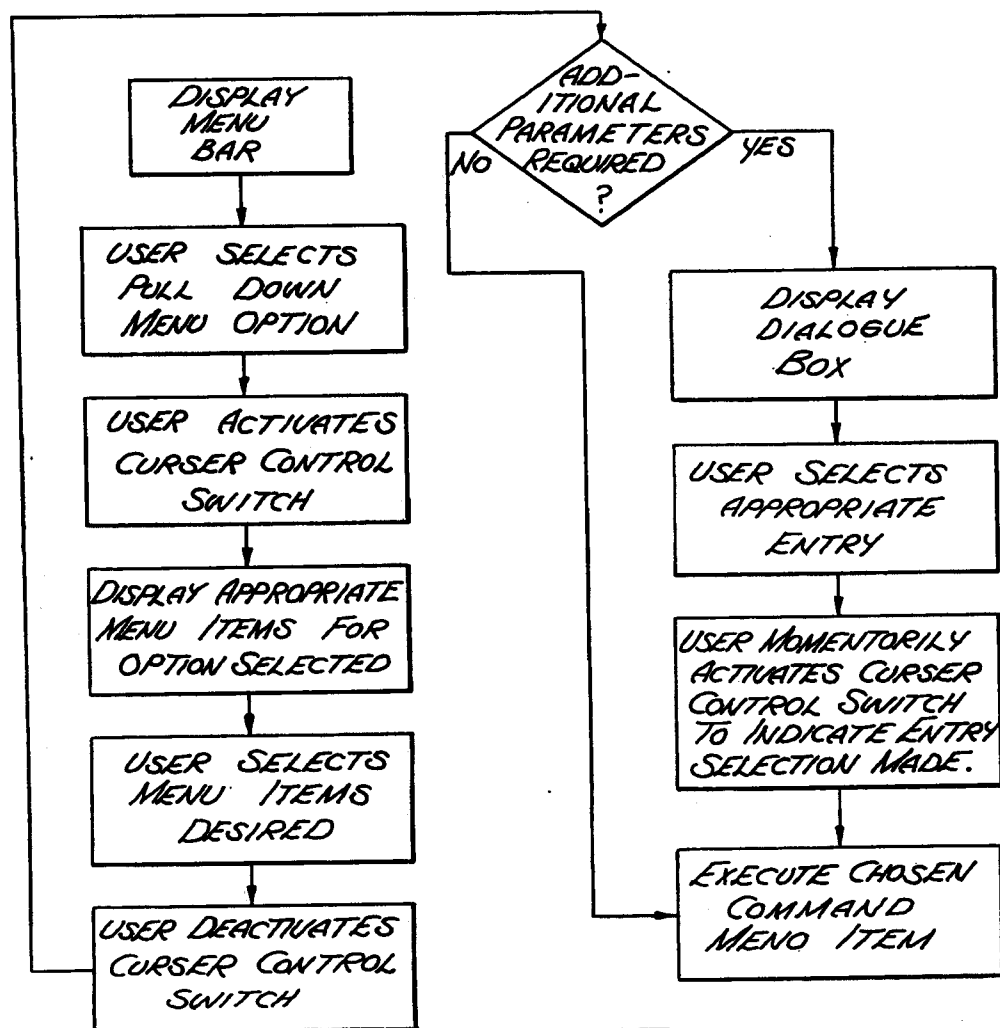 DISPLAY
MENU
BAR
USER SELECTS
PULL DOWN
MENU OPTION
USER ACTIVATES
CURSER CONTROL
SWITCH
DISPLAY APPROPRIATE
MENU ITEMS FOR
OPTION SELECTED
USER SELECTS
MENU ITEMS
DESIRED
USER DEACTIVATES
CURSER CONTROL
SWITCH
ADD-
ITIONAL
PARAMETERS
REQUIRED
?
NO
YES
DISPLAY
DIALOGUE
BOX
USER SELECTS
APPROPRIATE
ENTRY
USER MOMENTORILY
ACTIVATES CURSER
CONTROL SWITCH
TO INDICATE ENTRY
SELECTION MADE.
EXECUTE CHOSEN
COMMAND
MENO ITEM